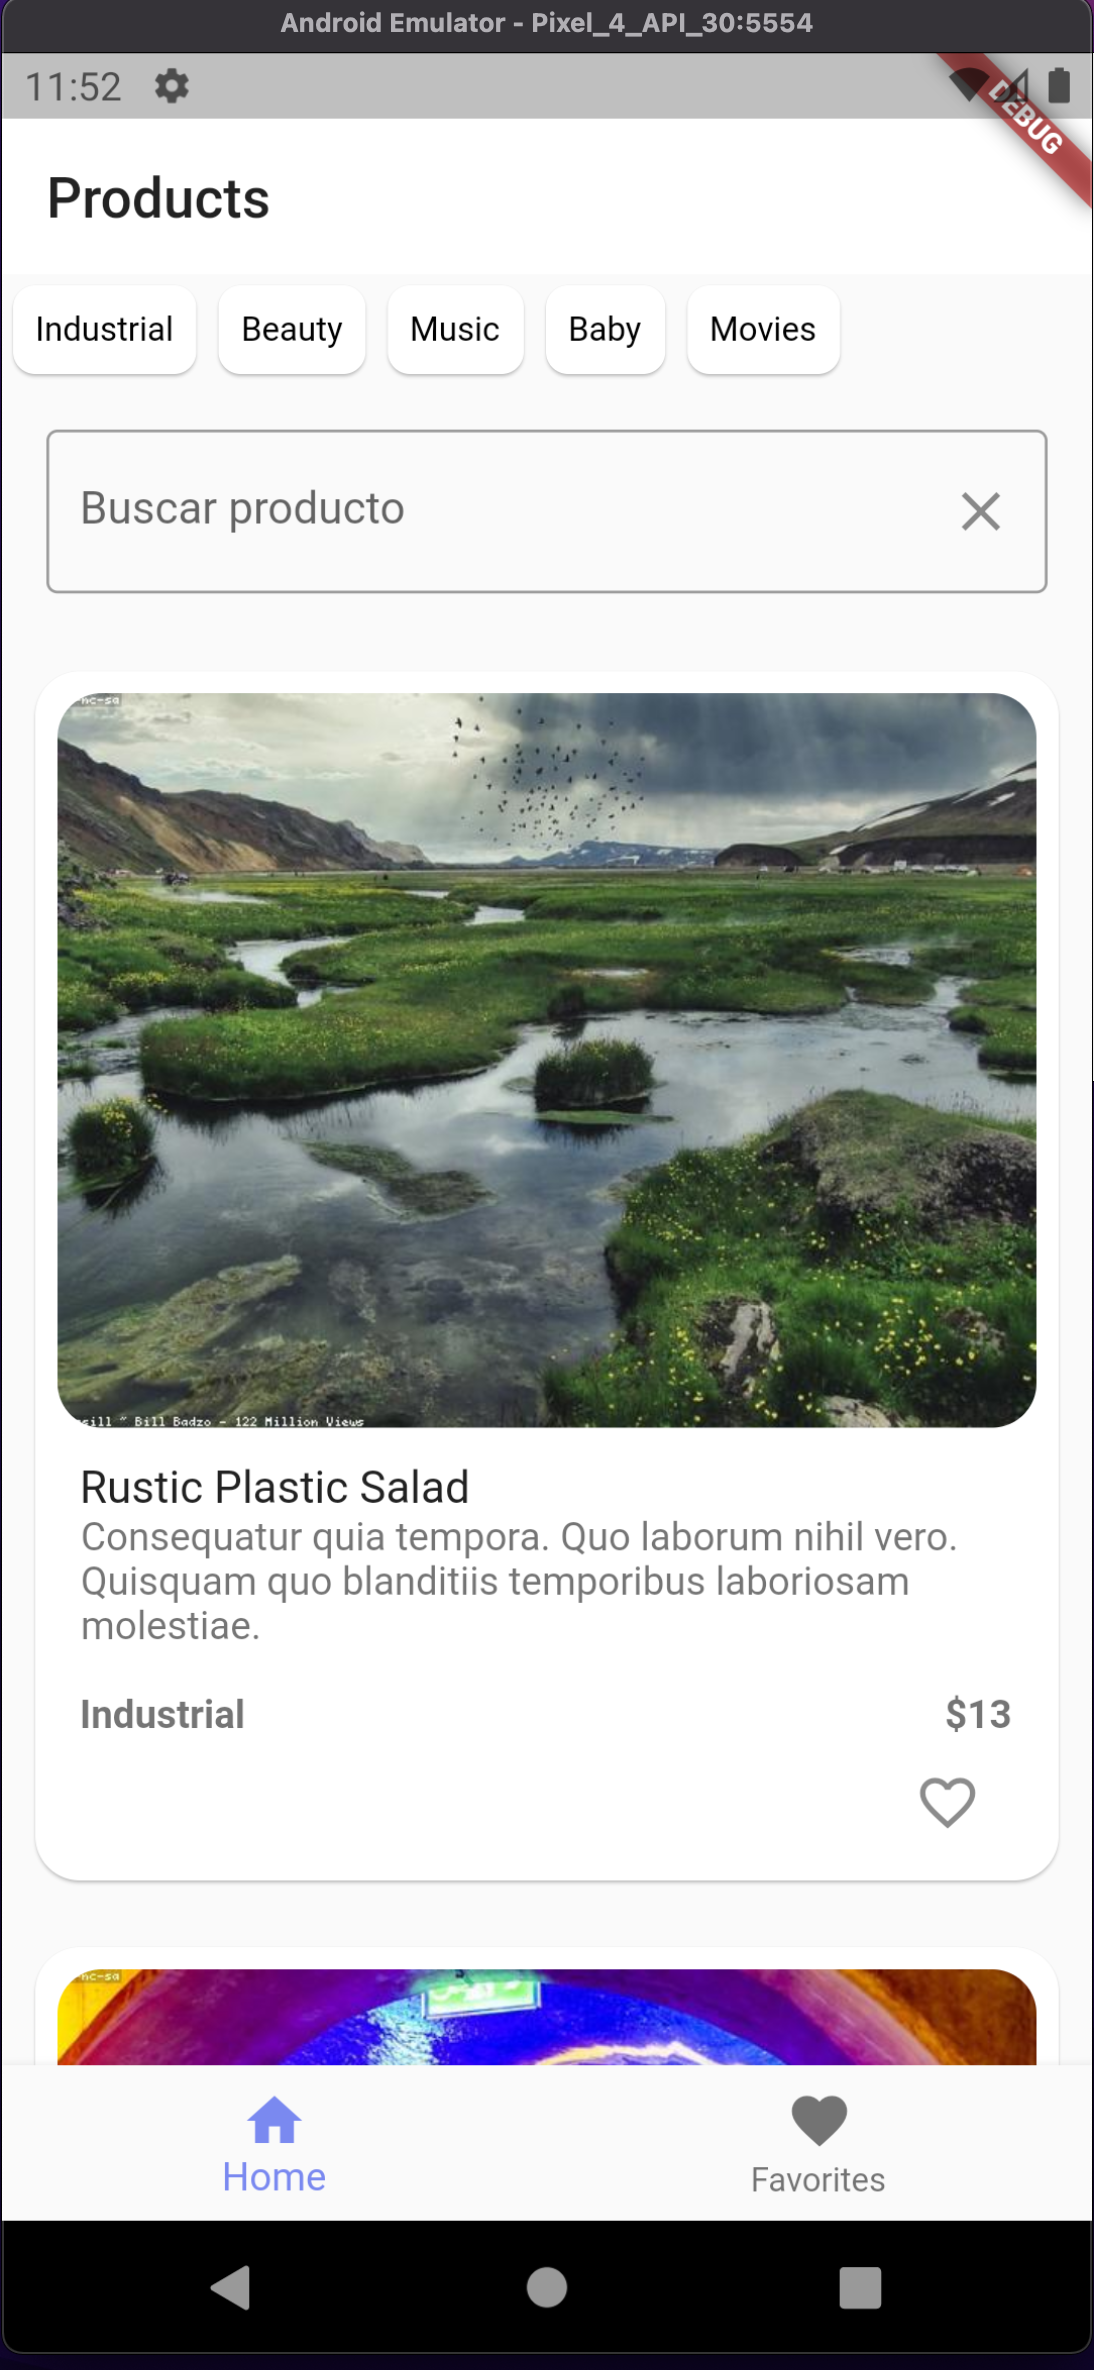 Android Emulator - Pixel_4_API_30:5554
11:52
DEBUG
Products
Industrial Beauty Music Baby Movies
Buscar producto
nc-sa
sill ~ Bill Badzo - 122 Million Views
Rustic Plastic Salad
Consequatur quia tempora. Quo laborum nihil vero.
Quisquam quo blanditiis temporibus laboriosam
molestiae.
Industrial $13
nc-sa
Home Favorites